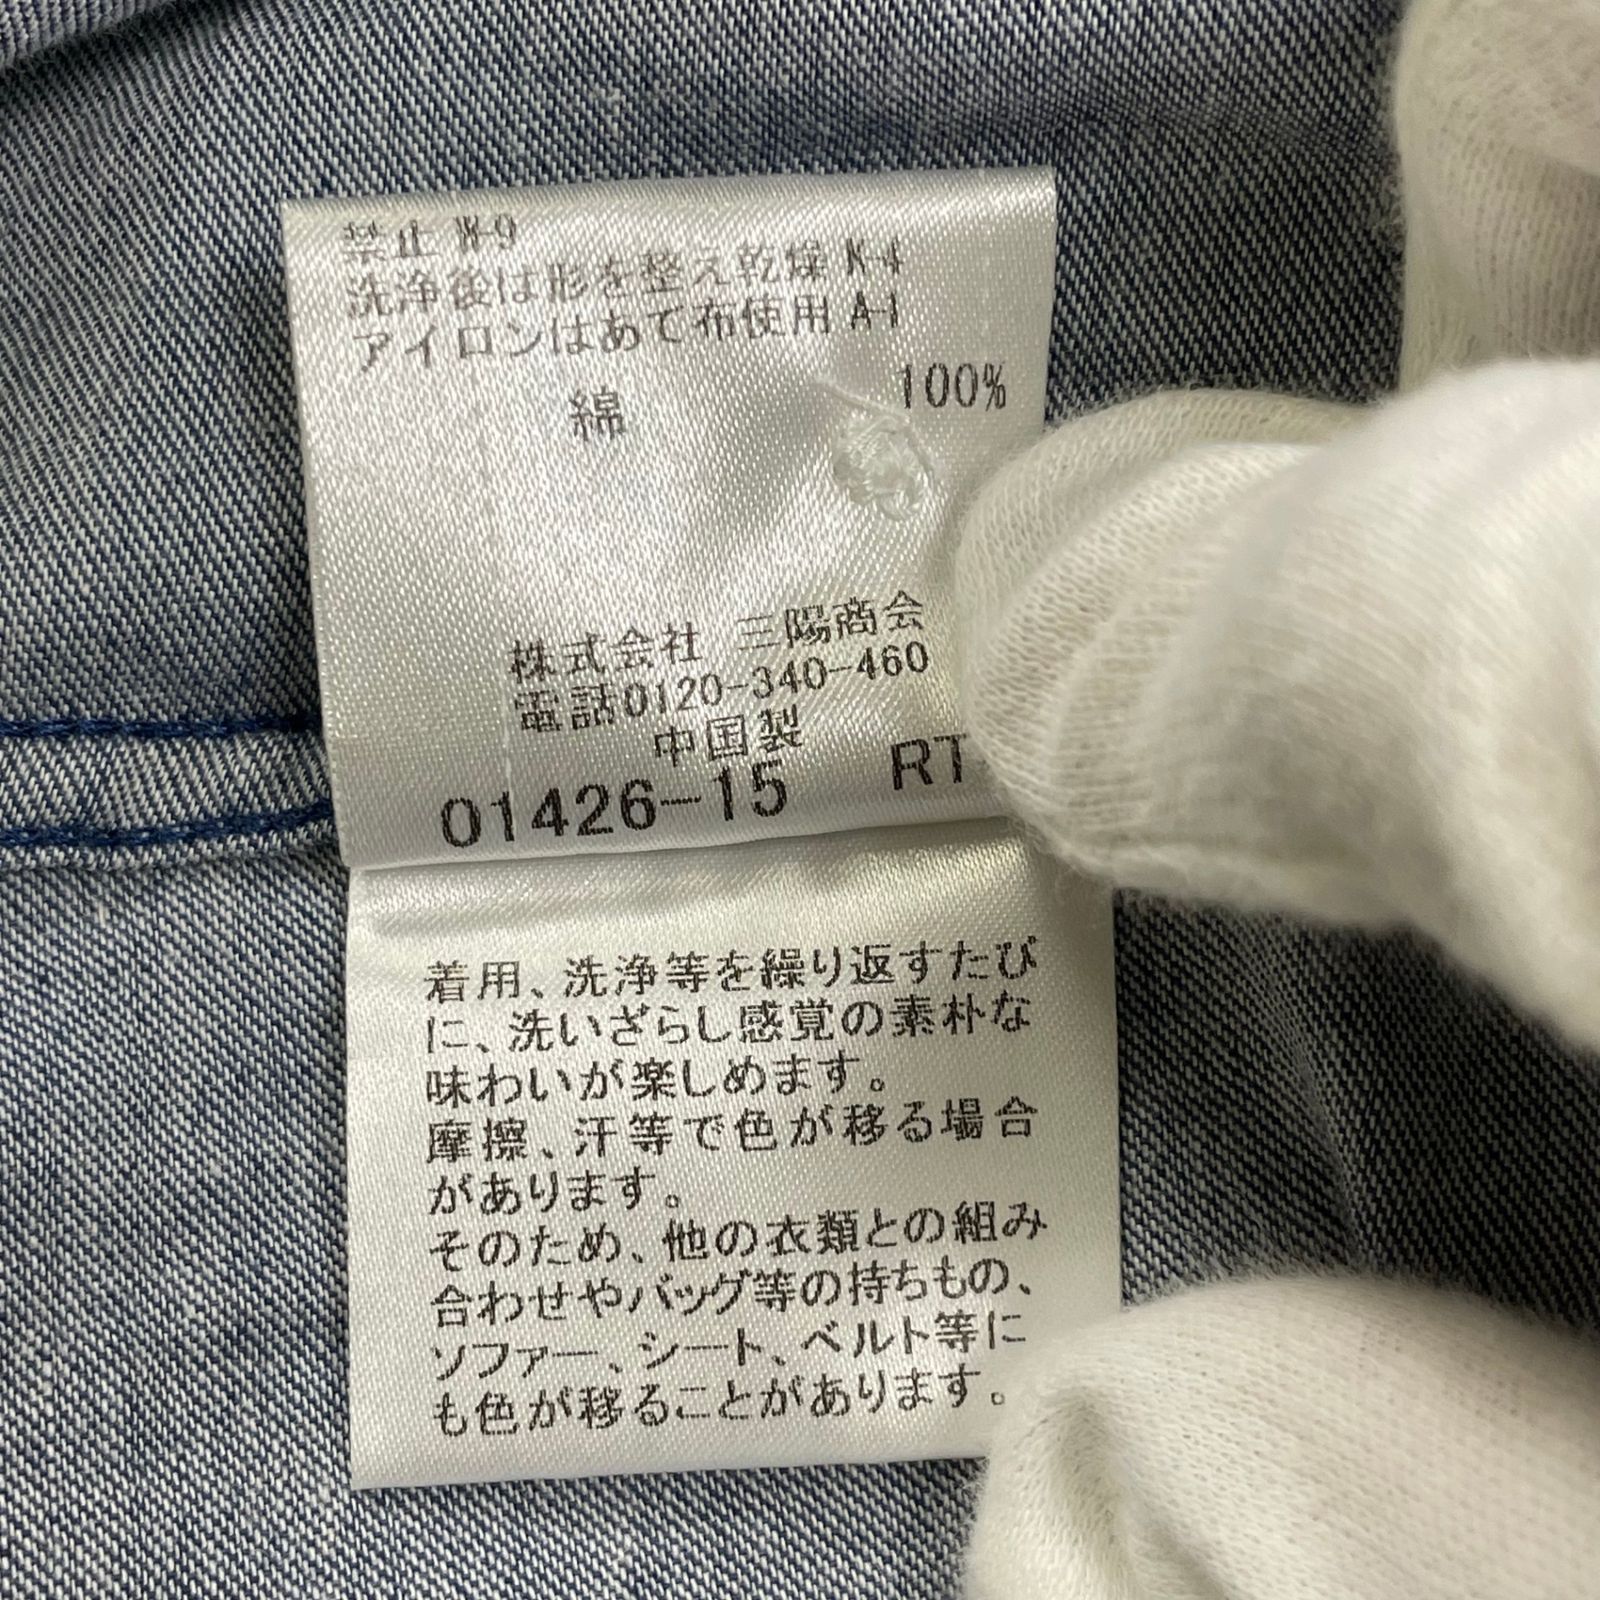 禁止 W-9
洗浄後は形を整え乾燥 K-4
アイロンはあて布使用 A-1
綿 100%
株式会社 三陽商会
電話0120-340-460
中国製
01426-15 RT
着用、洗浄等を繰り返すたび
に、洗いざらし感覚の素朴な
味わいが楽しめます。
摩擦、汗等で色が移る場合
があります。
そのため、他の衣類との組み
合わせやバッグ等の持ちもの、
ソファー、シート、ベルト等に
も色が移ることがあります。